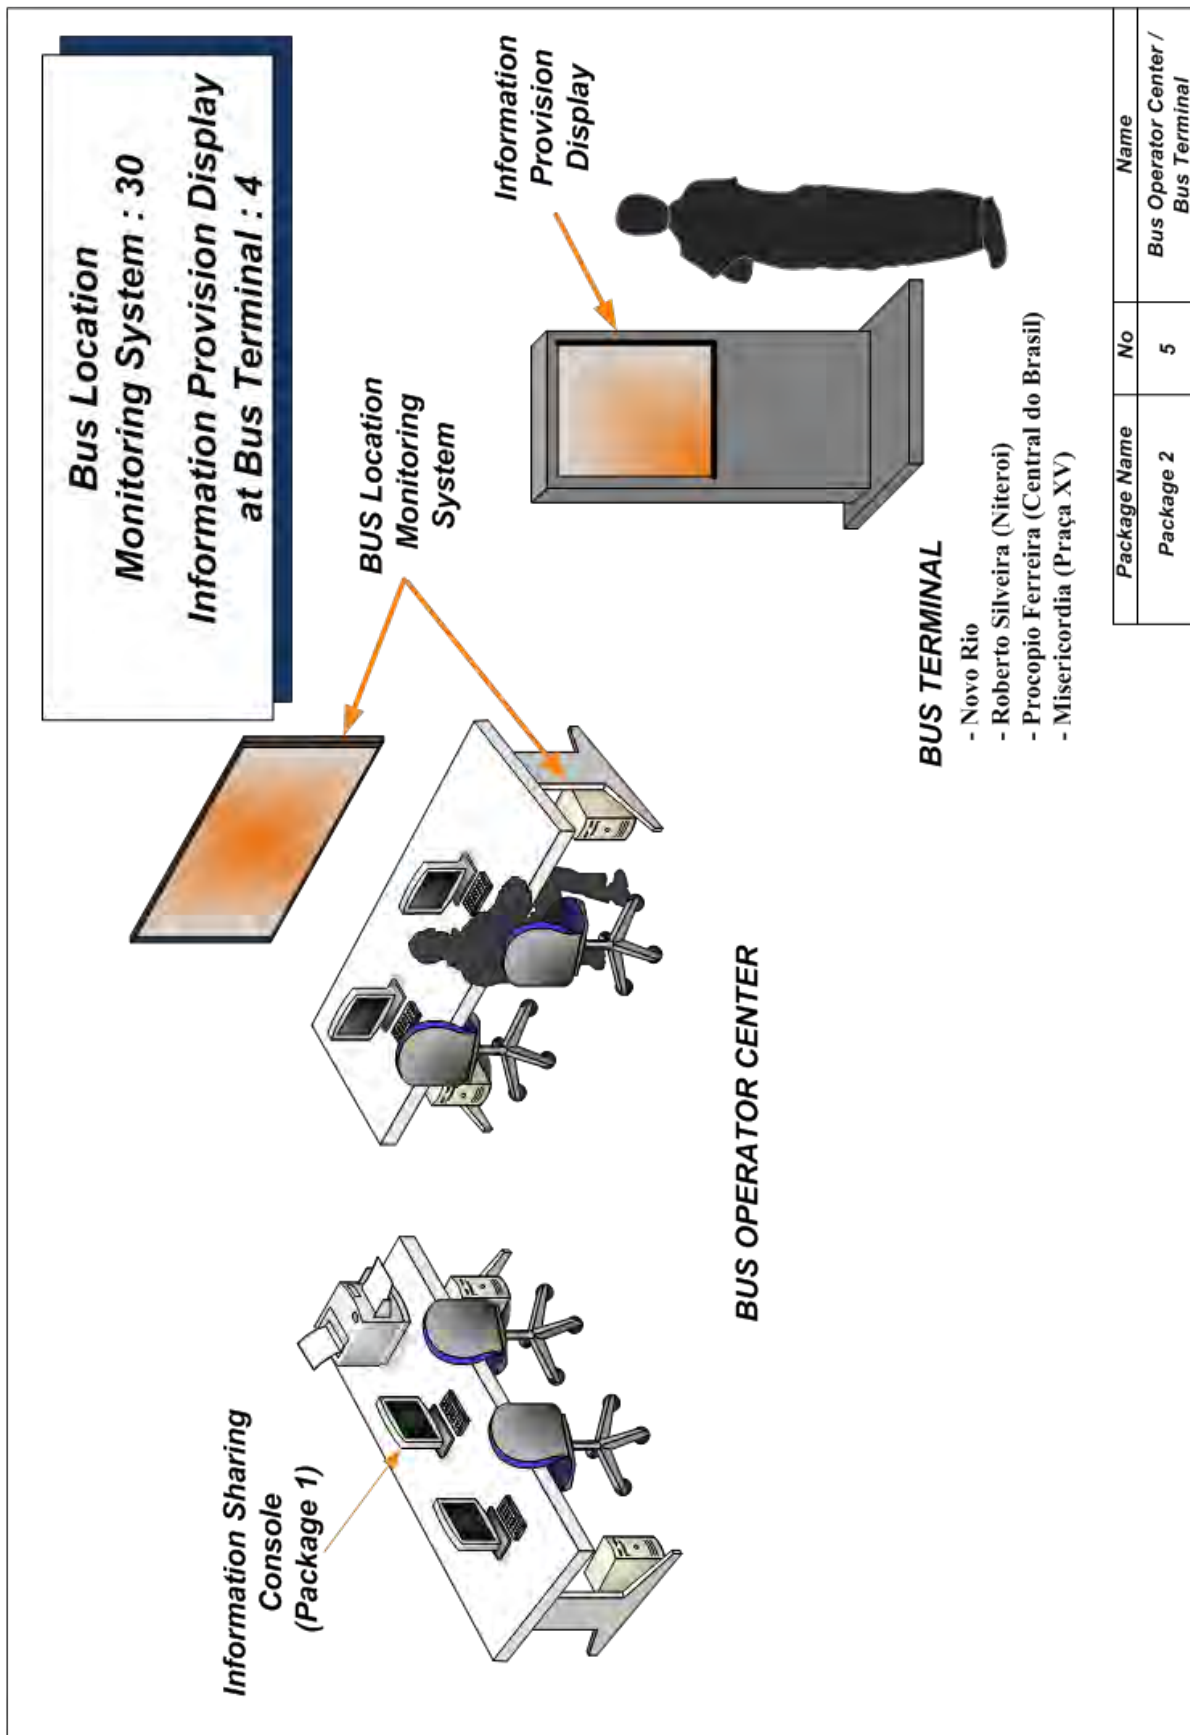 Bus Location
Monitoring System : 30
Information Provision Display
at Bus Terminal : 4
Information Sharing
Console
(Package 1)
BUS Location
Monitoring
System
Information
Provision
Display
BUS OPERATOR CENTER
BUS TERMINAL
- Novo Rio
- Roberto Silveira (Niteroi)
- Procopio Ferreira (Central do Brasil)
- Misericordia (Praça XV)
Package Name No Name
Package 2 5 Bus Operator Center /
Bus Terminal